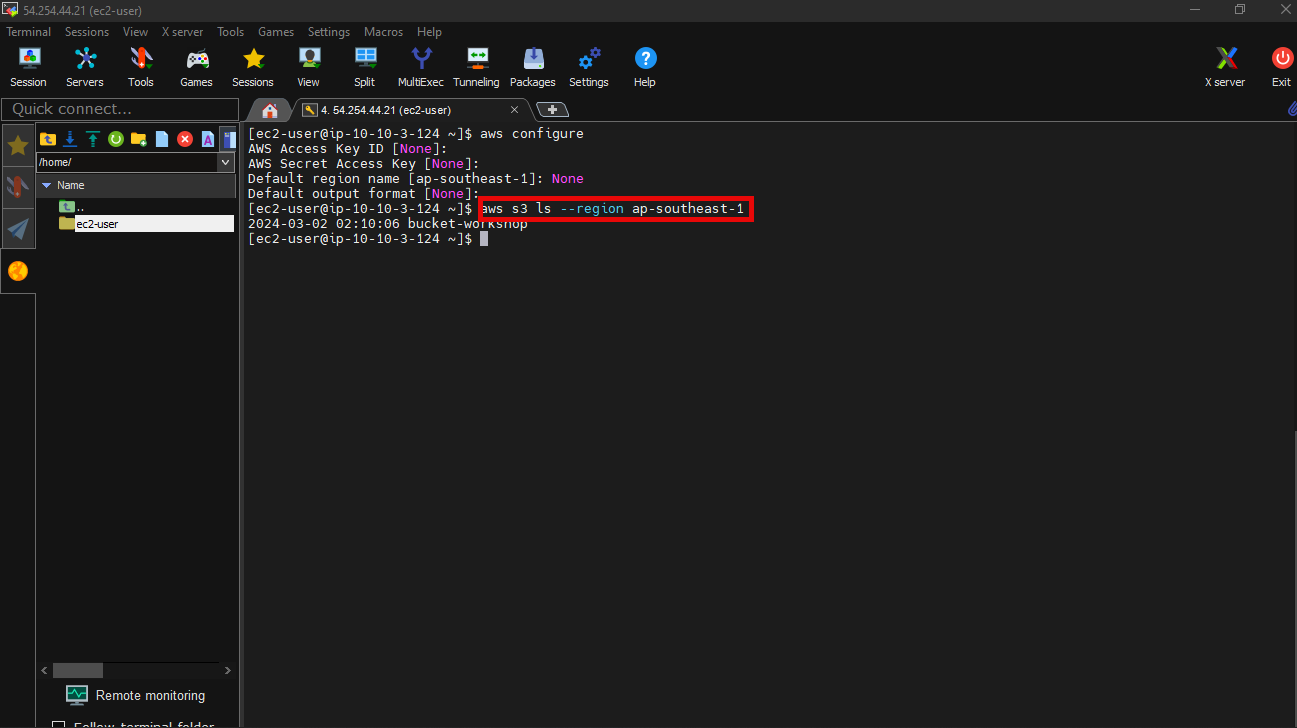 54.254.44.21 (ec2-user)
Terminal Sessions View X server Tools Games Settings Macros Help
Session Servers Tools Games Sessions View Split MultiExec Tunneling Packages Settings Help X server Exit
Quick connect...
4. 54.254.44.21 (ec2-user)
/home/
Name
..
ec2-user
[ec2-user@ip-10-10-3-124 ~]$ aws configure
AWS Access Key ID [None]:
AWS Secret Access Key [None]:
Default region name [ap-southeast-1]: None
Default output format [None]:
[ec2-user@ip-10-10-3-124 ~]$ aws s3 ls --region ap-southeast-1
2024-03-02 02:10:06 bucket-workshop
[ec2-user@ip-10-10-3-124 ~]$
Remote monitoring
Follow terminal folder